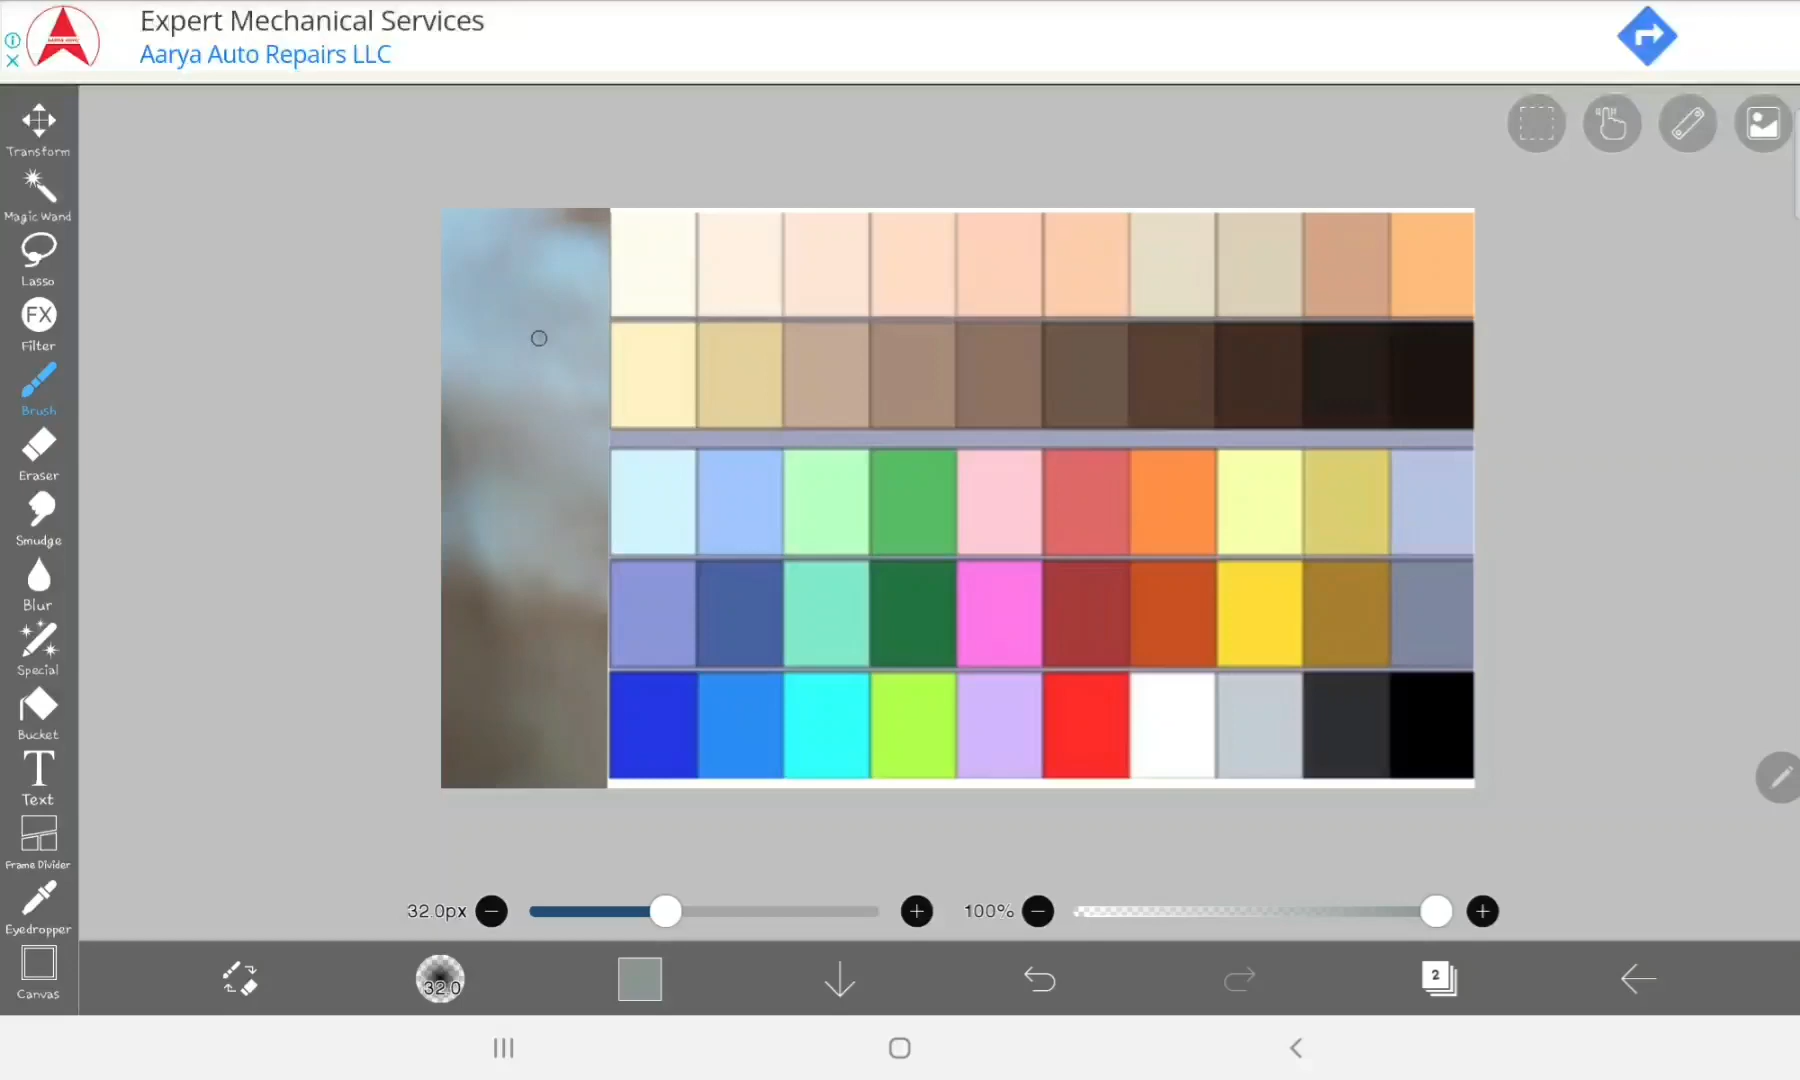 Expert Mechanical Services
Aarya Auto Repairs LLC
Transform
Magic Wand
Lasso
FX
Filter
Brush
Eraser
Smudge
Blur
Special
Bucket
T
Text
Frame Divider
Eyedropper
Canvas
32.0px
100%
32.0
2